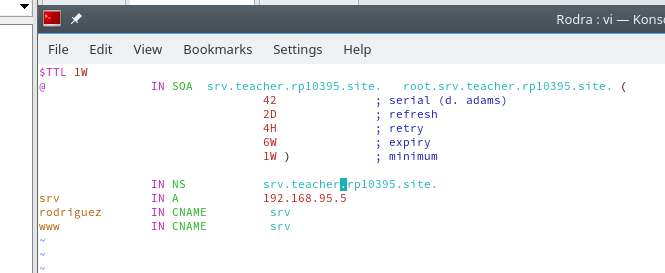 Rodra : vi — Konso
File Edit View Bookmarks Settings Help
$TTL 1W
@ IN SOA srv.teacher.rp10395.site. root.srv.teacher.rp10395.site. (
42 ; serial (d. adams)
2D ; refresh
4H ; retry
6W ; expiry
1W ) ; minimum
IN NS srv.teacher.rp10395.site.
srv IN A 192.168.95.5
rodriguez IN CNAME srv
www IN CNAME srv
~
~
~